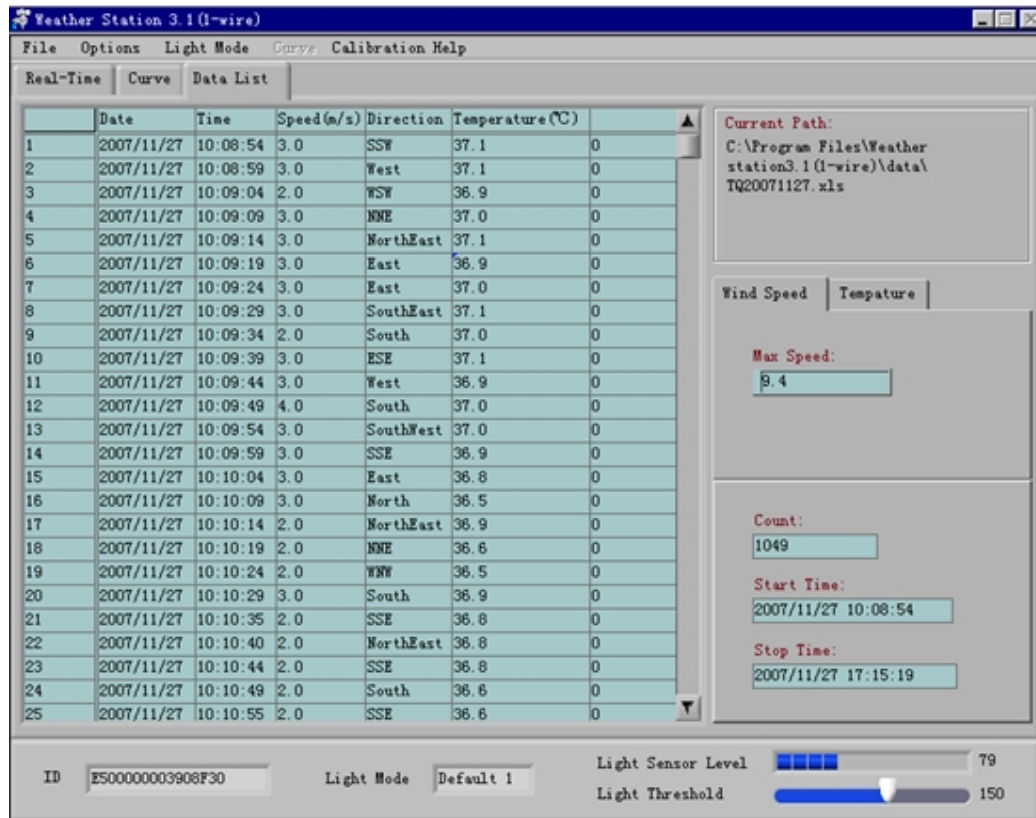 Weather Station 3.1(1-wire)
File Options Light Mode Curve Calibration Help
Real-Time Curve Data List
Date Time Speed(m/s) Direction Temperature(℃)
1 2007/11/27 10:08:54 3.0 SSW 37.1 0
2 2007/11/27 10:08:59 3.0 West 37.1 0
3 2007/11/27 10:09:04 2.0 WSW 36.9 0
4 2007/11/27 10:09:09 3.0 NNE 37.0 0
5 2007/11/27 10:09:14 3.0 NorthEast 37.1 0
6 2007/11/27 10:09:19 3.0 East 36.9 0
7 2007/11/27 10:09:24 3.0 East 37.0 0
8 2007/11/27 10:09:29 3.0 SouthEast 37.1 0
9 2007/11/27 10:09:34 2.0 South 37.0 0
10 2007/11/27 10:09:39 3.0 ESE 37.1 0
11 2007/11/27 10:09:44 3.0 West 36.9 0
12 2007/11/27 10:09:49 4.0 South 37.0 0
13 2007/11/27 10:09:54 3.0 SouthWest 37.0 0
14 2007/11/27 10:09:59 3.0 SSE 36.9 0
15 2007/11/27 10:10:04 3.0 East 36.8 0
16 2007/11/27 10:10:09 3.0 North 36.5 0
17 2007/11/27 10:10:14 2.0 NorthEast 36.9 0
18 2007/11/27 10:10:19 2.0 NNE 36.6 0
19 2007/11/27 10:10:24 2.0 WNW 36.5 0
20 2007/11/27 10:10:29 3.0 South 36.9 0
21 2007/11/27 10:10:35 2.0 SSE 36.8 0
22 2007/11/27 10:10:40 2.0 NorthEast 36.8 0
23 2007/11/27 10:10:44 2.0 SSE 36.8 0
24 2007/11/27 10:10:49 2.0 South 36.6 0
25 2007/11/27 10:10:55 2.0 SSE 36.6 0
Current Path:
C:\Program Files\Weather
station3.1(1-wire)\data\
TQ20071127.xls
Wind Speed Tempature
Max Speed:
9.4
Count:
1049
Start Time:
2007/11/27 10:08:54
Stop Time:
2007/11/27 17:15:19
ID E500000003908F30 Light Mode Default 1
Light Sensor Level 79
Light Threshold 150